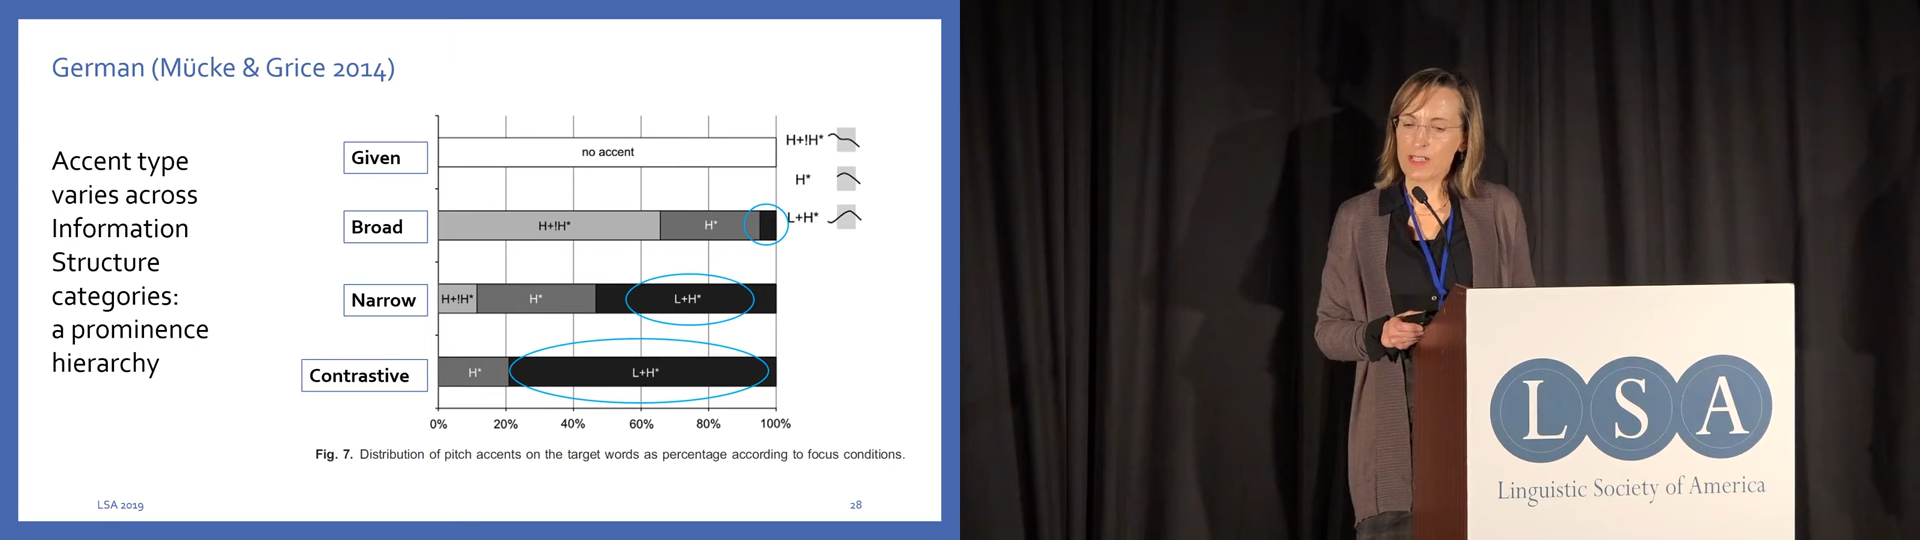 German (Mücke & Grice 2014)
Accent type
varies across
Information
Structure
categories:
a prominence
hierarchy
Given
no accent
Broad
H+!H*
H*
Narrow
H+!H*
H*
L+H*
Contrastive
H*
L+H*
H+!H*
H*
L+H*
0%
20%
40%
60%
80%
100%
Fig. 7. Distribution of pitch accents on the target words as percentage according to focus conditions.
LSA 2019
28
LSA
Linguistic Society of America